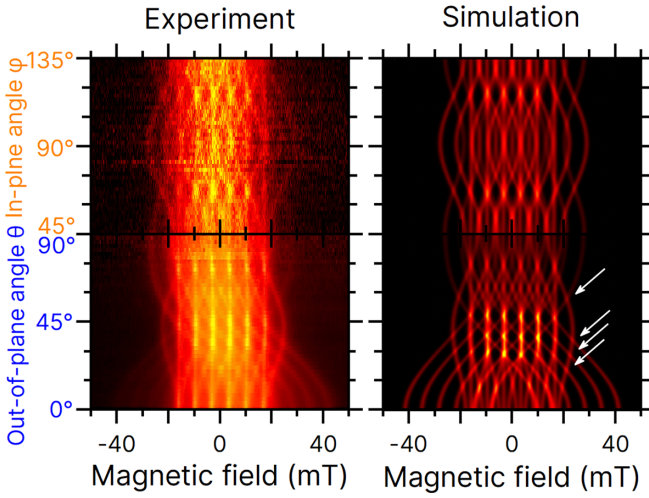 Experiment
Simulation
135°
90°
45°
90°
45°
0°
In-plne angle φ
Out-of-plane angle θ
-40 0 40
-40 0 40
Magnetic field (mT)
Magnetic field (mT)